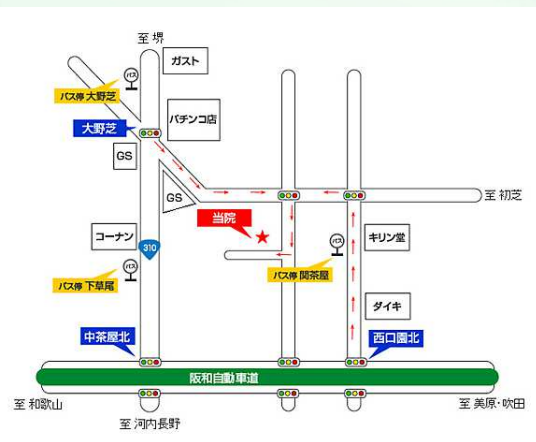 至 堺
ガスト
バス
バス停 大野芝
大野芝
パチンコ店
GS
GS
至 初芝
当院
コーナン
310
バス
キリン堂
バス
バス停 関茶屋
バス停 下草尾
ダイキ
中茶屋北
西口園北
阪和自動車道
至 和歌山
至 美原・吹田
至 河内長野